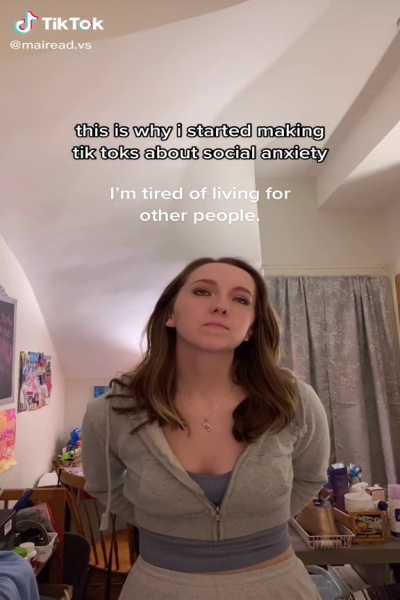 TikTok
@mairead.vs
this is why i started making
tik toks about social anxiety
I'm tired of living for
other people.